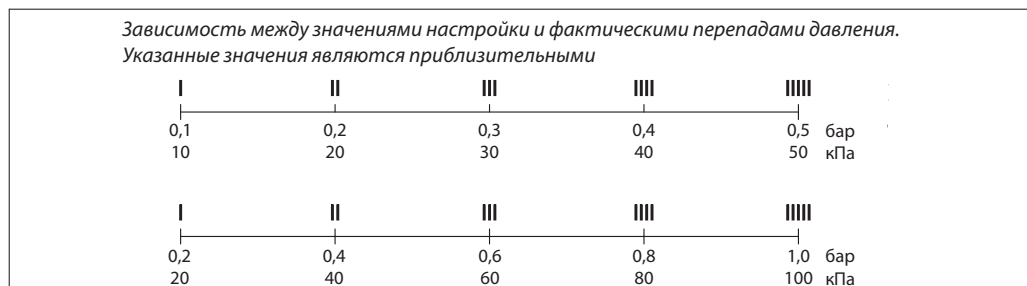 Зависимость между значениями настройки и фактическими перепадами давления.
Указанные значения являются приблизительными
I II III IIII IIIII
0,1 0,2 0,3 0,4 0,5 бар
10 20 30 40 50 кПа
I II III IIII IIIII
0,2 0,4 0,6 0,8 1,0 бар
20 40 60 80 100 кПа